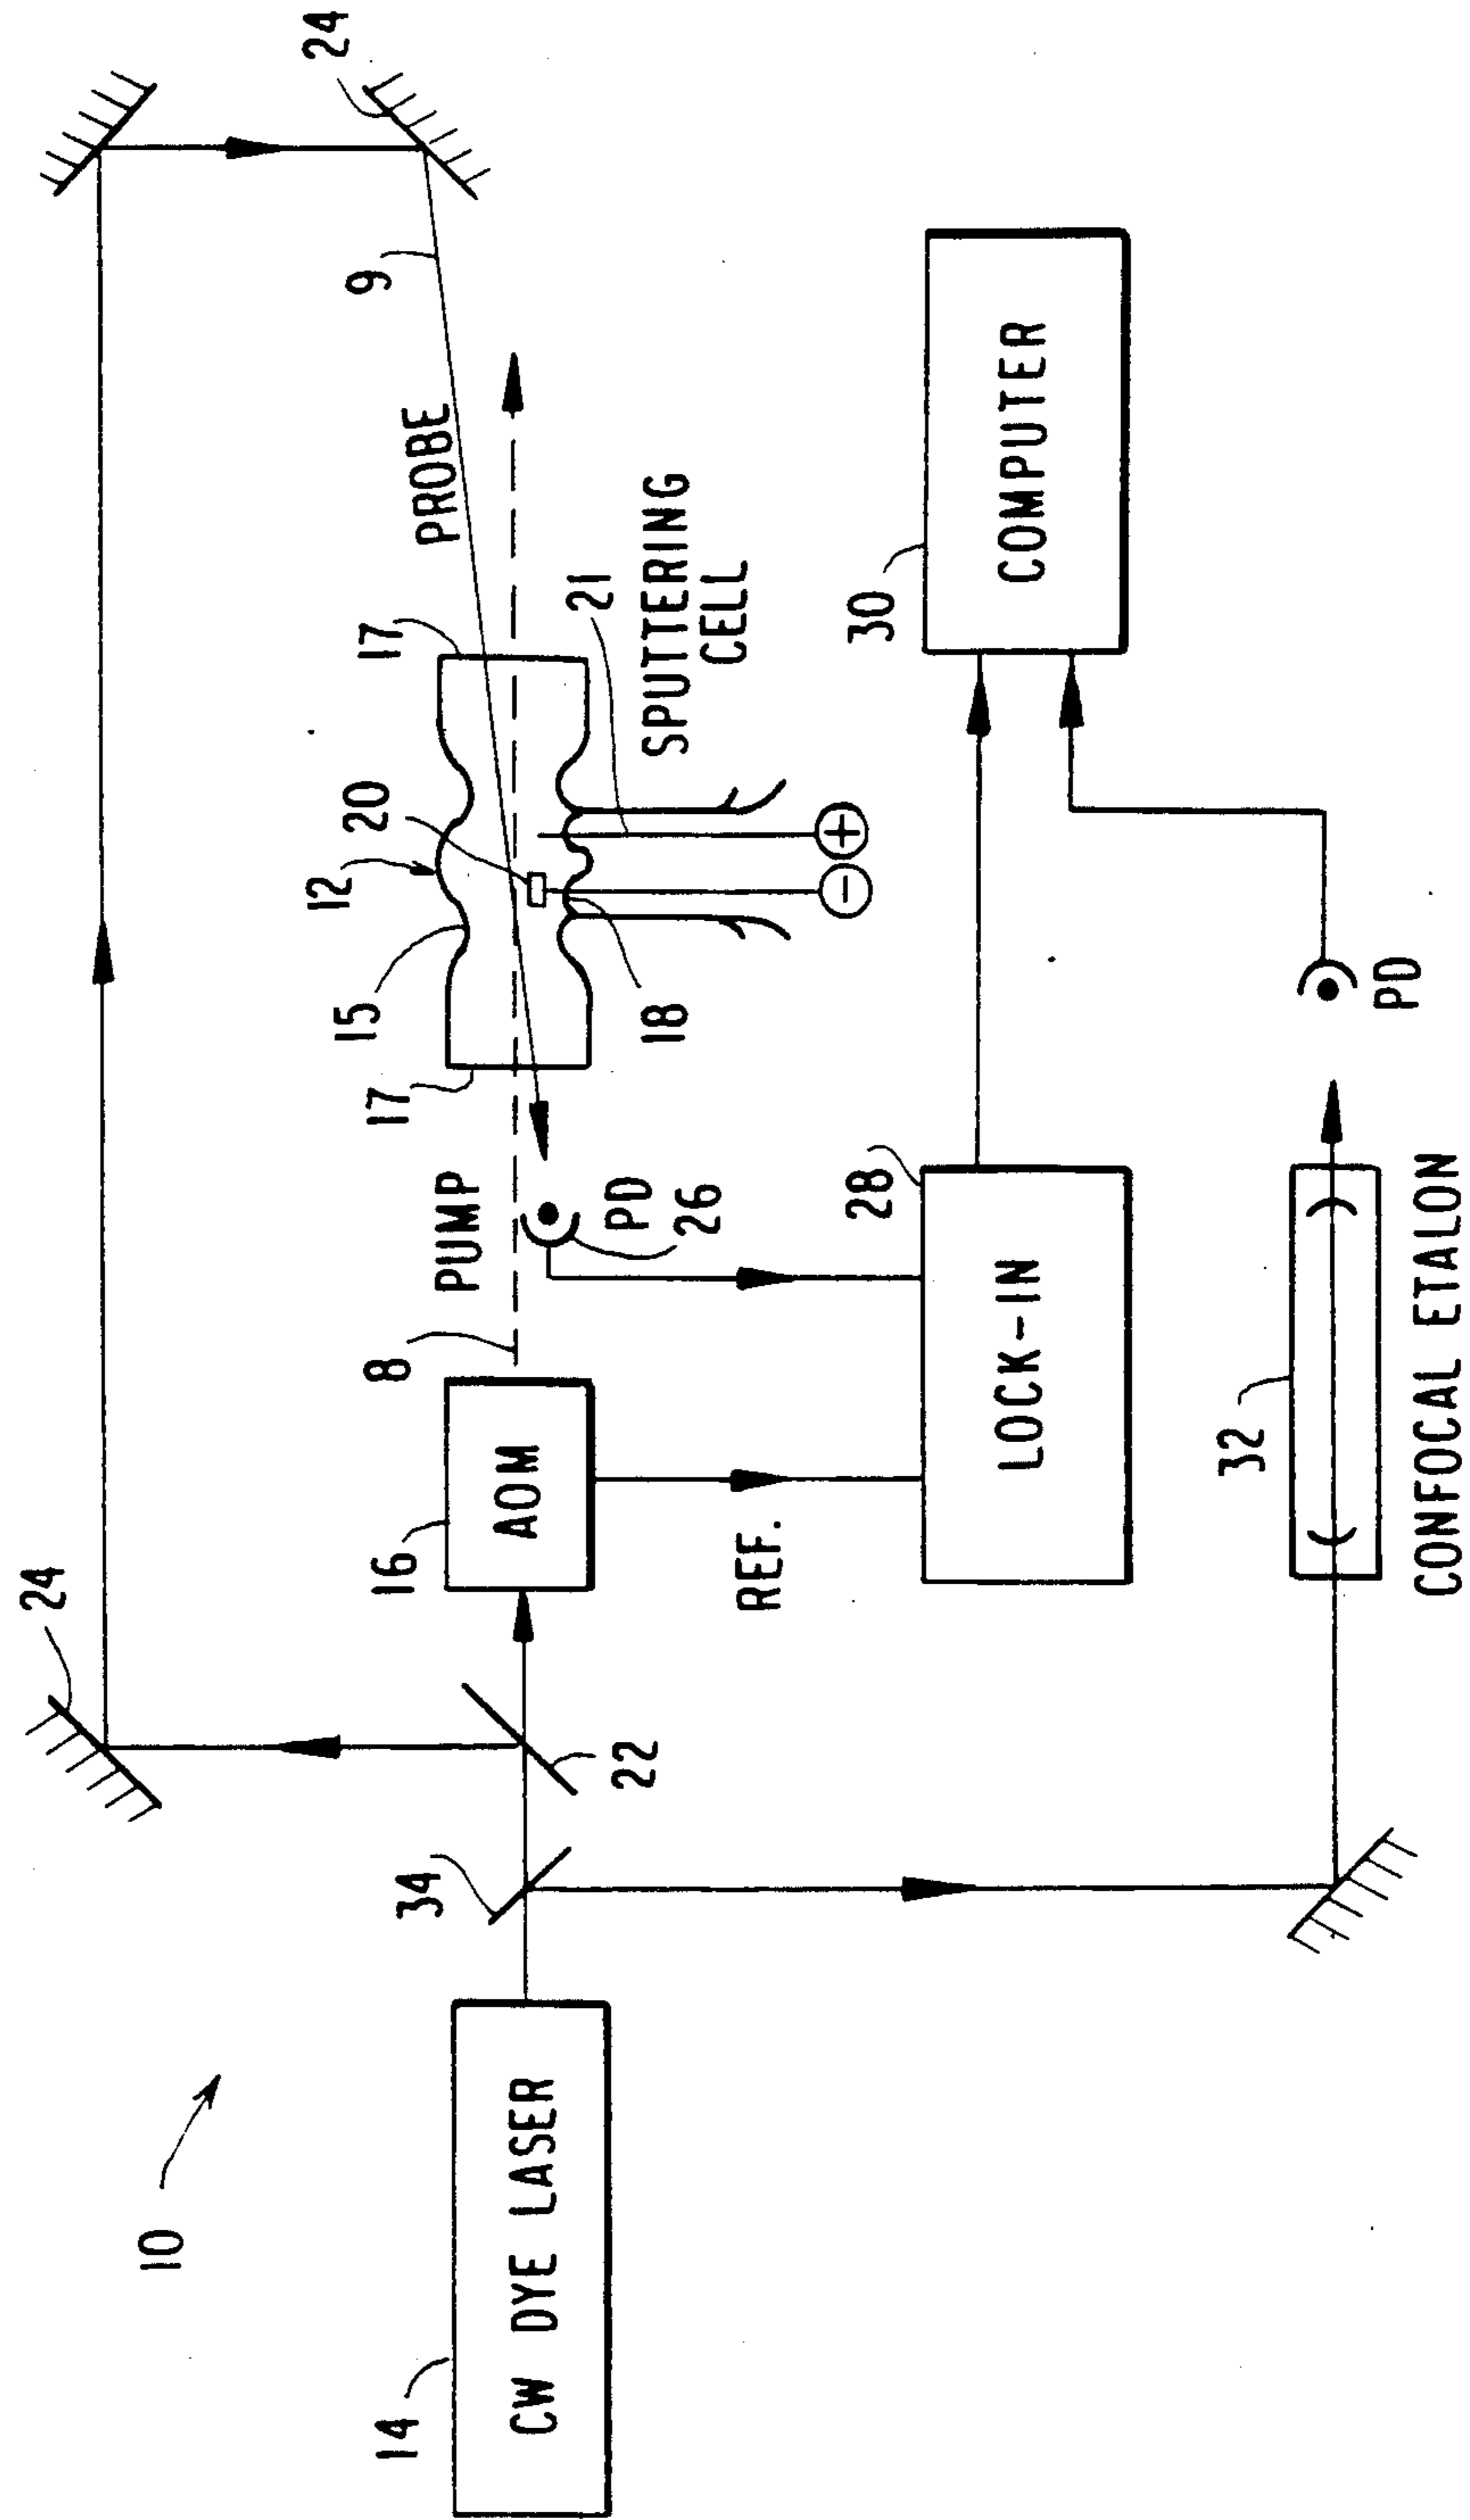 24
24
9
PROBE
17
20
12
15
17
21
SPUTTERING
CELL
18
PUMP
8
PD
26
AOM
16
REF.
22
34
10
14
CW DYE LASER
30
COMPUTER
28
LOCK-IN
PD
32
CONFOCAL ETALON